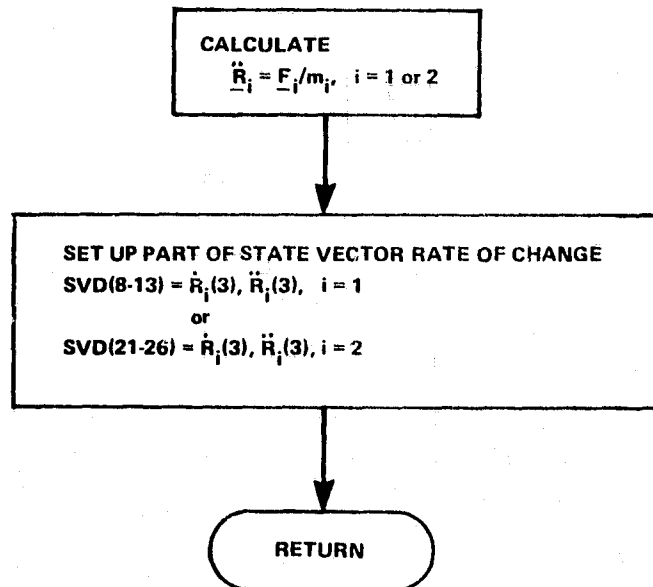 CALCULATE
R̲̈ᵢ = F̲ᵢ/mᵢ, i = 1 or 2
SET UP PART OF STATE VECTOR RATE OF CHANGE
SVD(8-13) = Ṙᵢ(3), R̈ᵢ(3), i = 1
or
SVD(21-26) = Ṙᵢ(3), R̈ᵢ(3), i = 2
RETURN